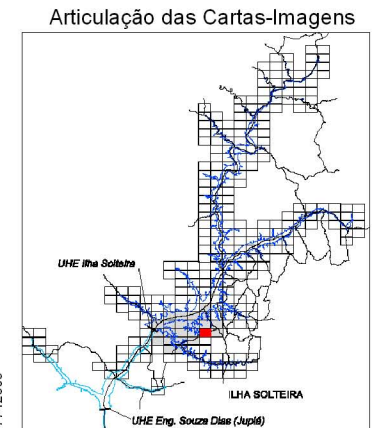 Articulação das Cartas-Imagens
UHE Ilha Solteira
ILHA SOLTEIRA
UHE Eng. Souza Dias (Jupiá)